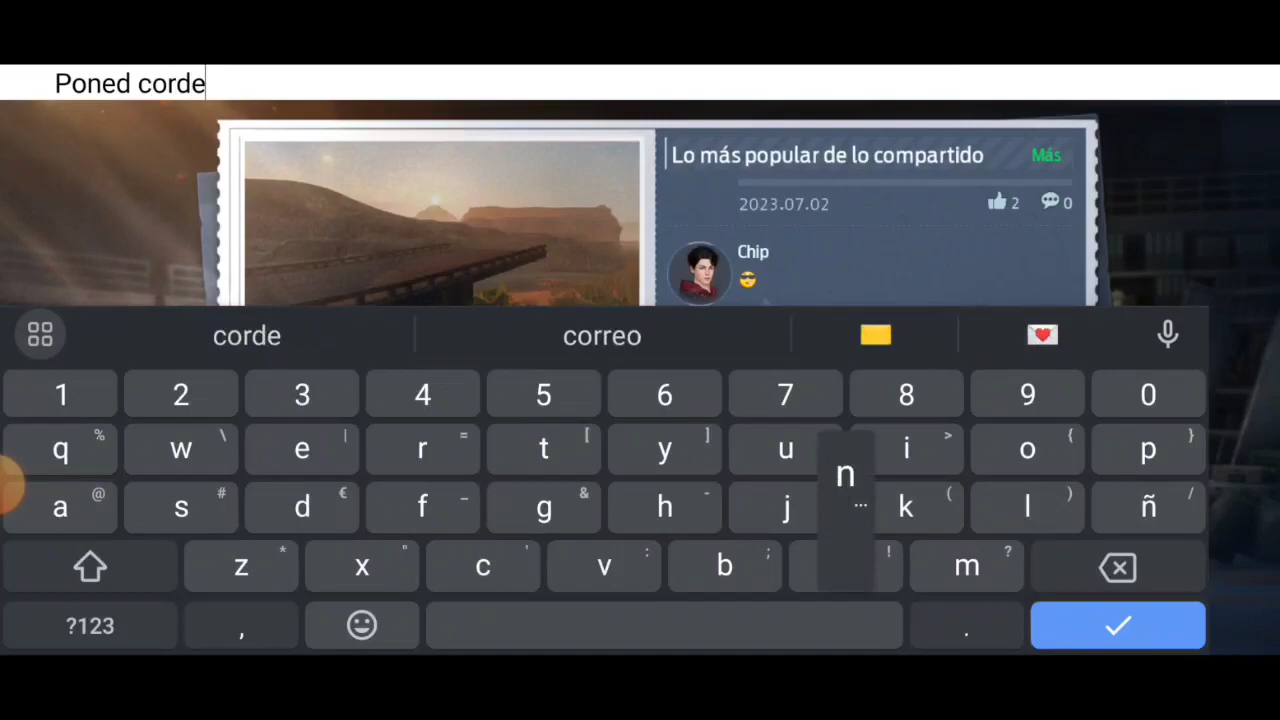 Poned corde
Lo más popular de lo compartido Más
2023.07.02 2 0
Chip
corde correo
1 2 3 4 5 6 7 8 9 0
% \ | = [ ] > { }
q w e r t y u i o p
@ # € _ & - ( ) /
a s d f g h j k l ñ
n ...
* " ' : ; ! ?
z x c v b m
?123 , .